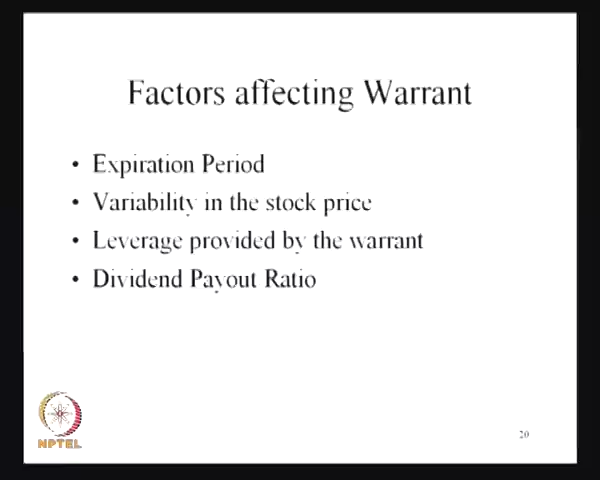 Factors affecting Warrant
• Expiration Period
• Variability in the stock price
• Leverage provided by the warrant
• Dividend Payout Ratio
NPTEL
20